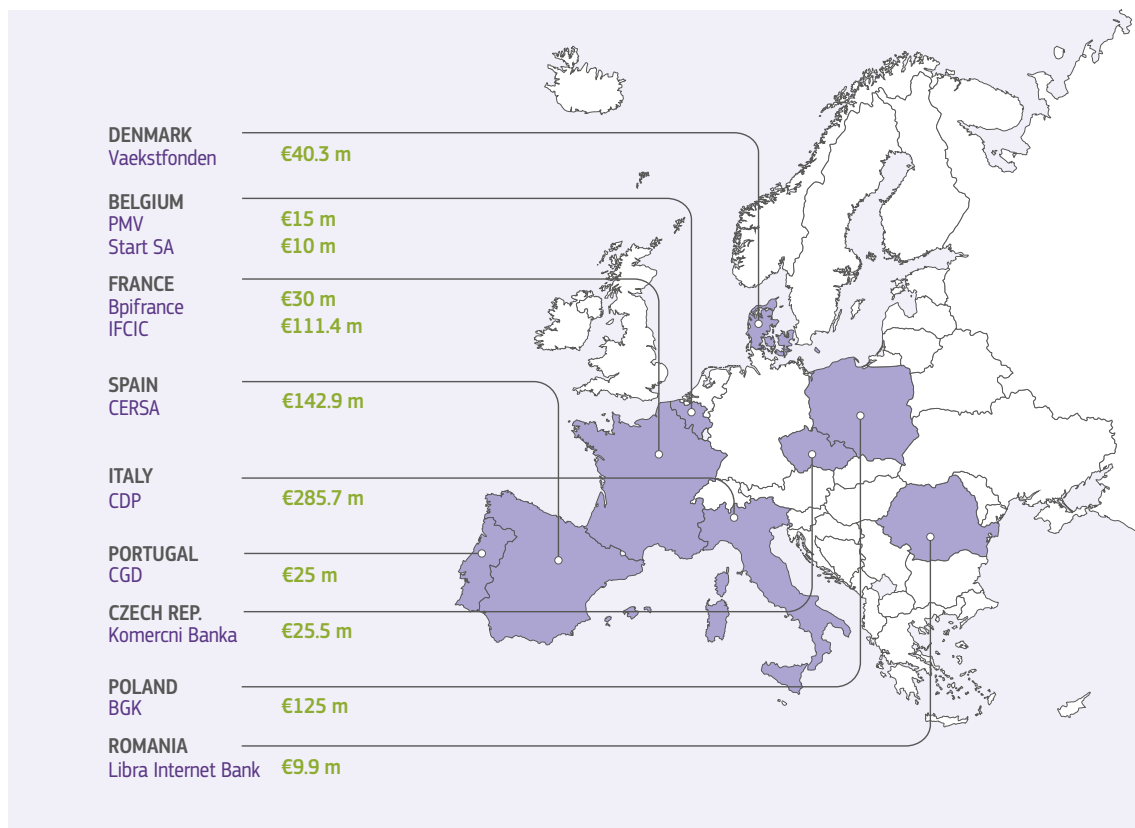 DENMARK
Vaekstfonden €40.3 m
BELGIUM
PMV €15 m
Start SA €10 m
FRANCE
Bpifrance €30 m
IFCIC €111.4 m
SPAIN
CERSA €142.9 m
ITALY
CDP €285.7 m
PORTUGAL
CGD €25 m
CZECH REP.
Komercni Banka €25.5 m
POLAND
BGK €125 m
ROMANIA
Libra Internet Bank €9.9 m